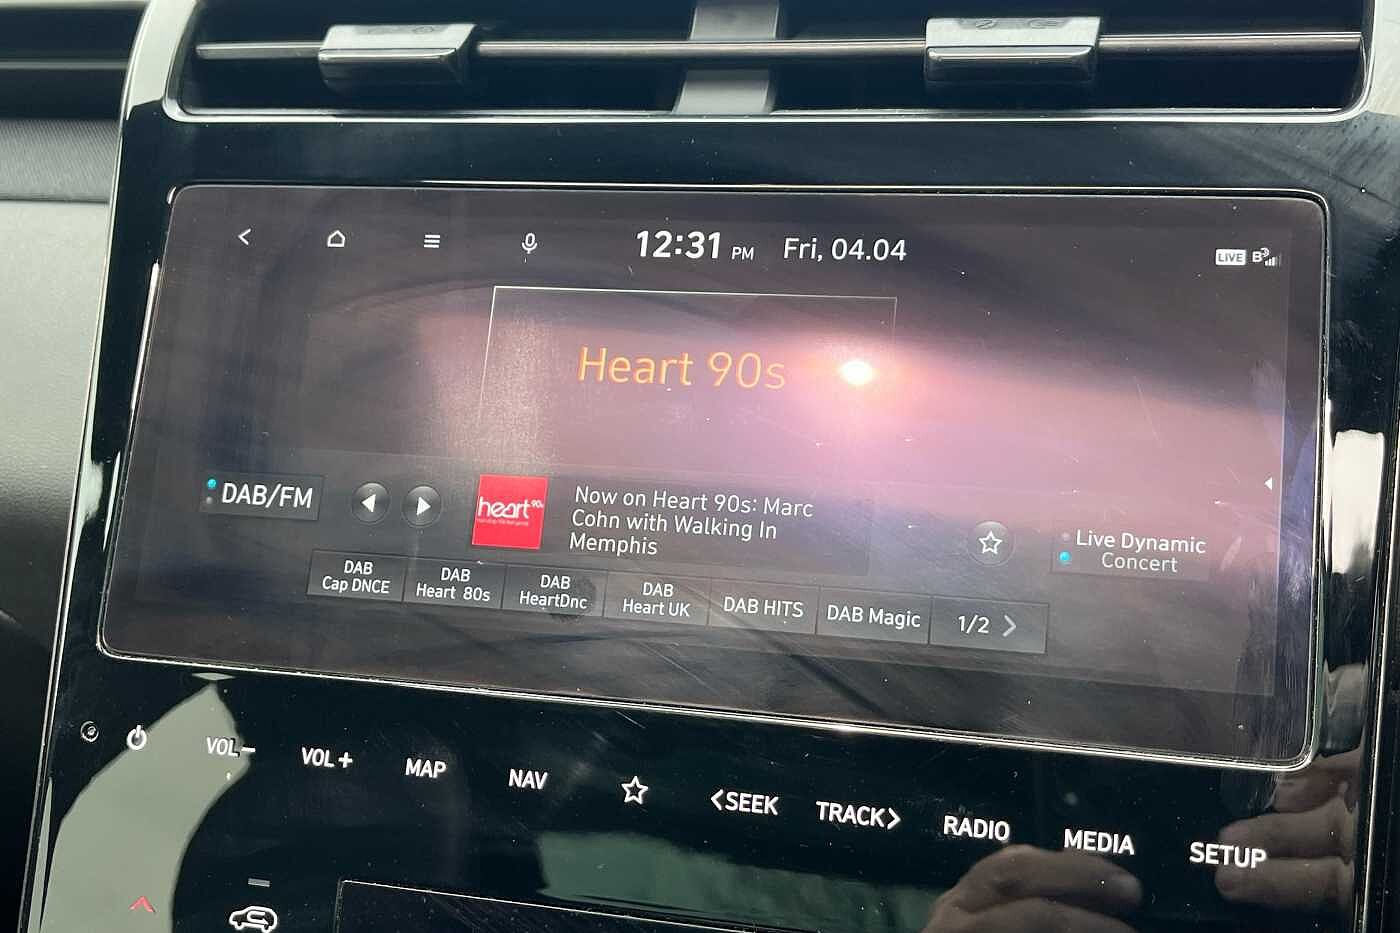 12:31 PM Fri, 04.04
LIVE
Heart 90s
DAB/FM
heart 90s
Now on Heart 90s: Marc
Cohn with Walking In
Memphis
Live Dynamic
Concert
DAB
Cap DNCE
DAB
Heart 80s
DAB
HeartDnc
DAB
Heart UK
DAB HITS
DAB Magic
1/2
VOL-
VOL+
MAP
NAV
<SEEK
TRACK>
RADIO
MEDIA
SETUP